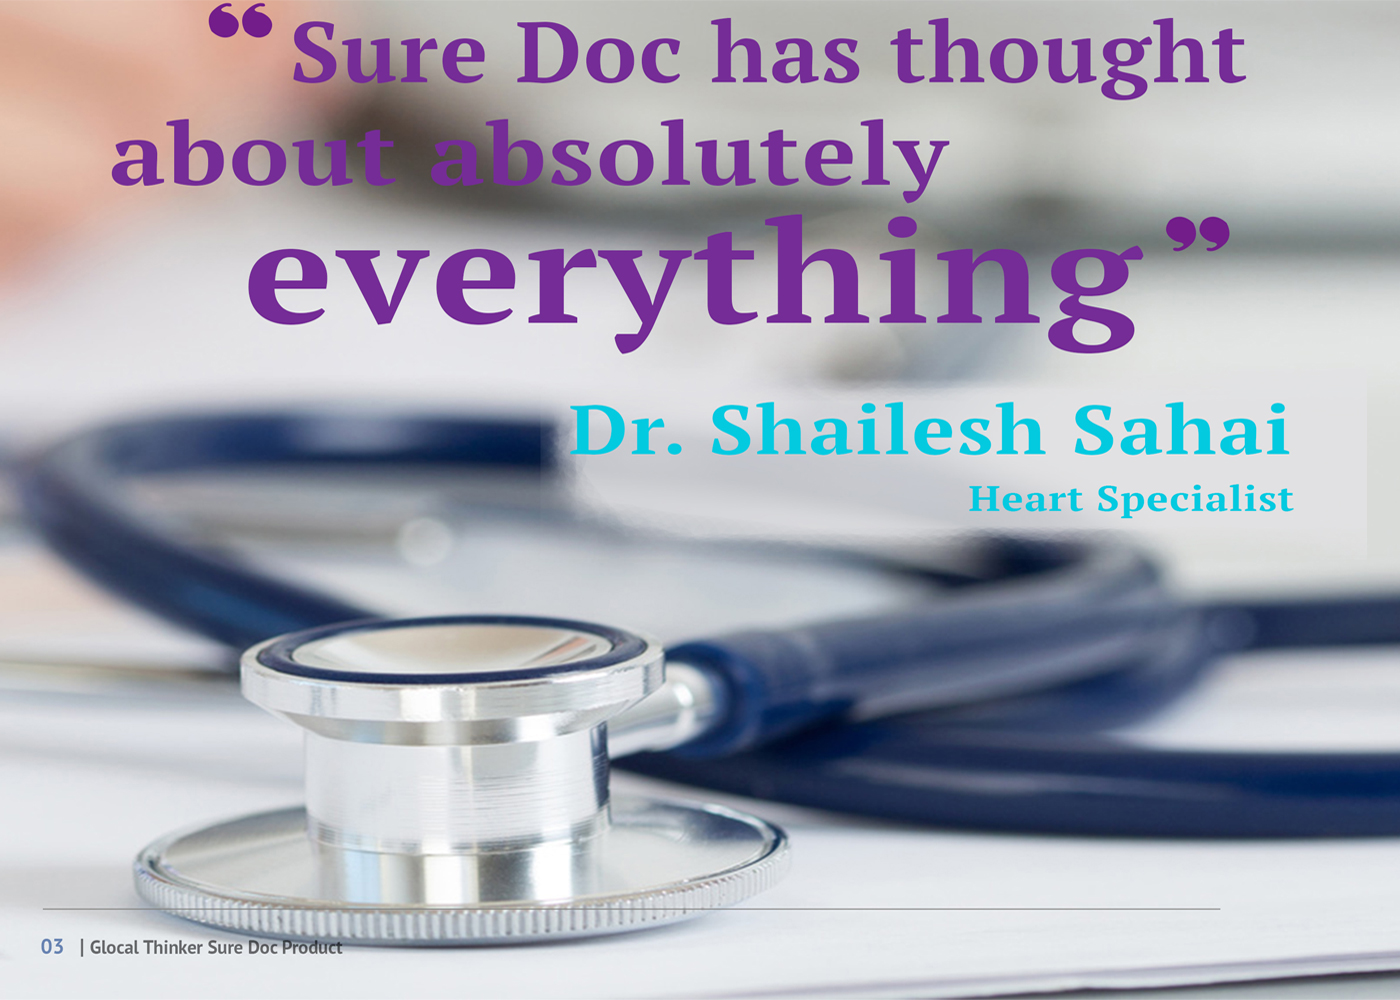 “ Sure Doc has thought
about absolutely
everything ”
Dr. Shailesh Sahai
Heart Specialist
03 | Glocal Thinker Sure Doc Product